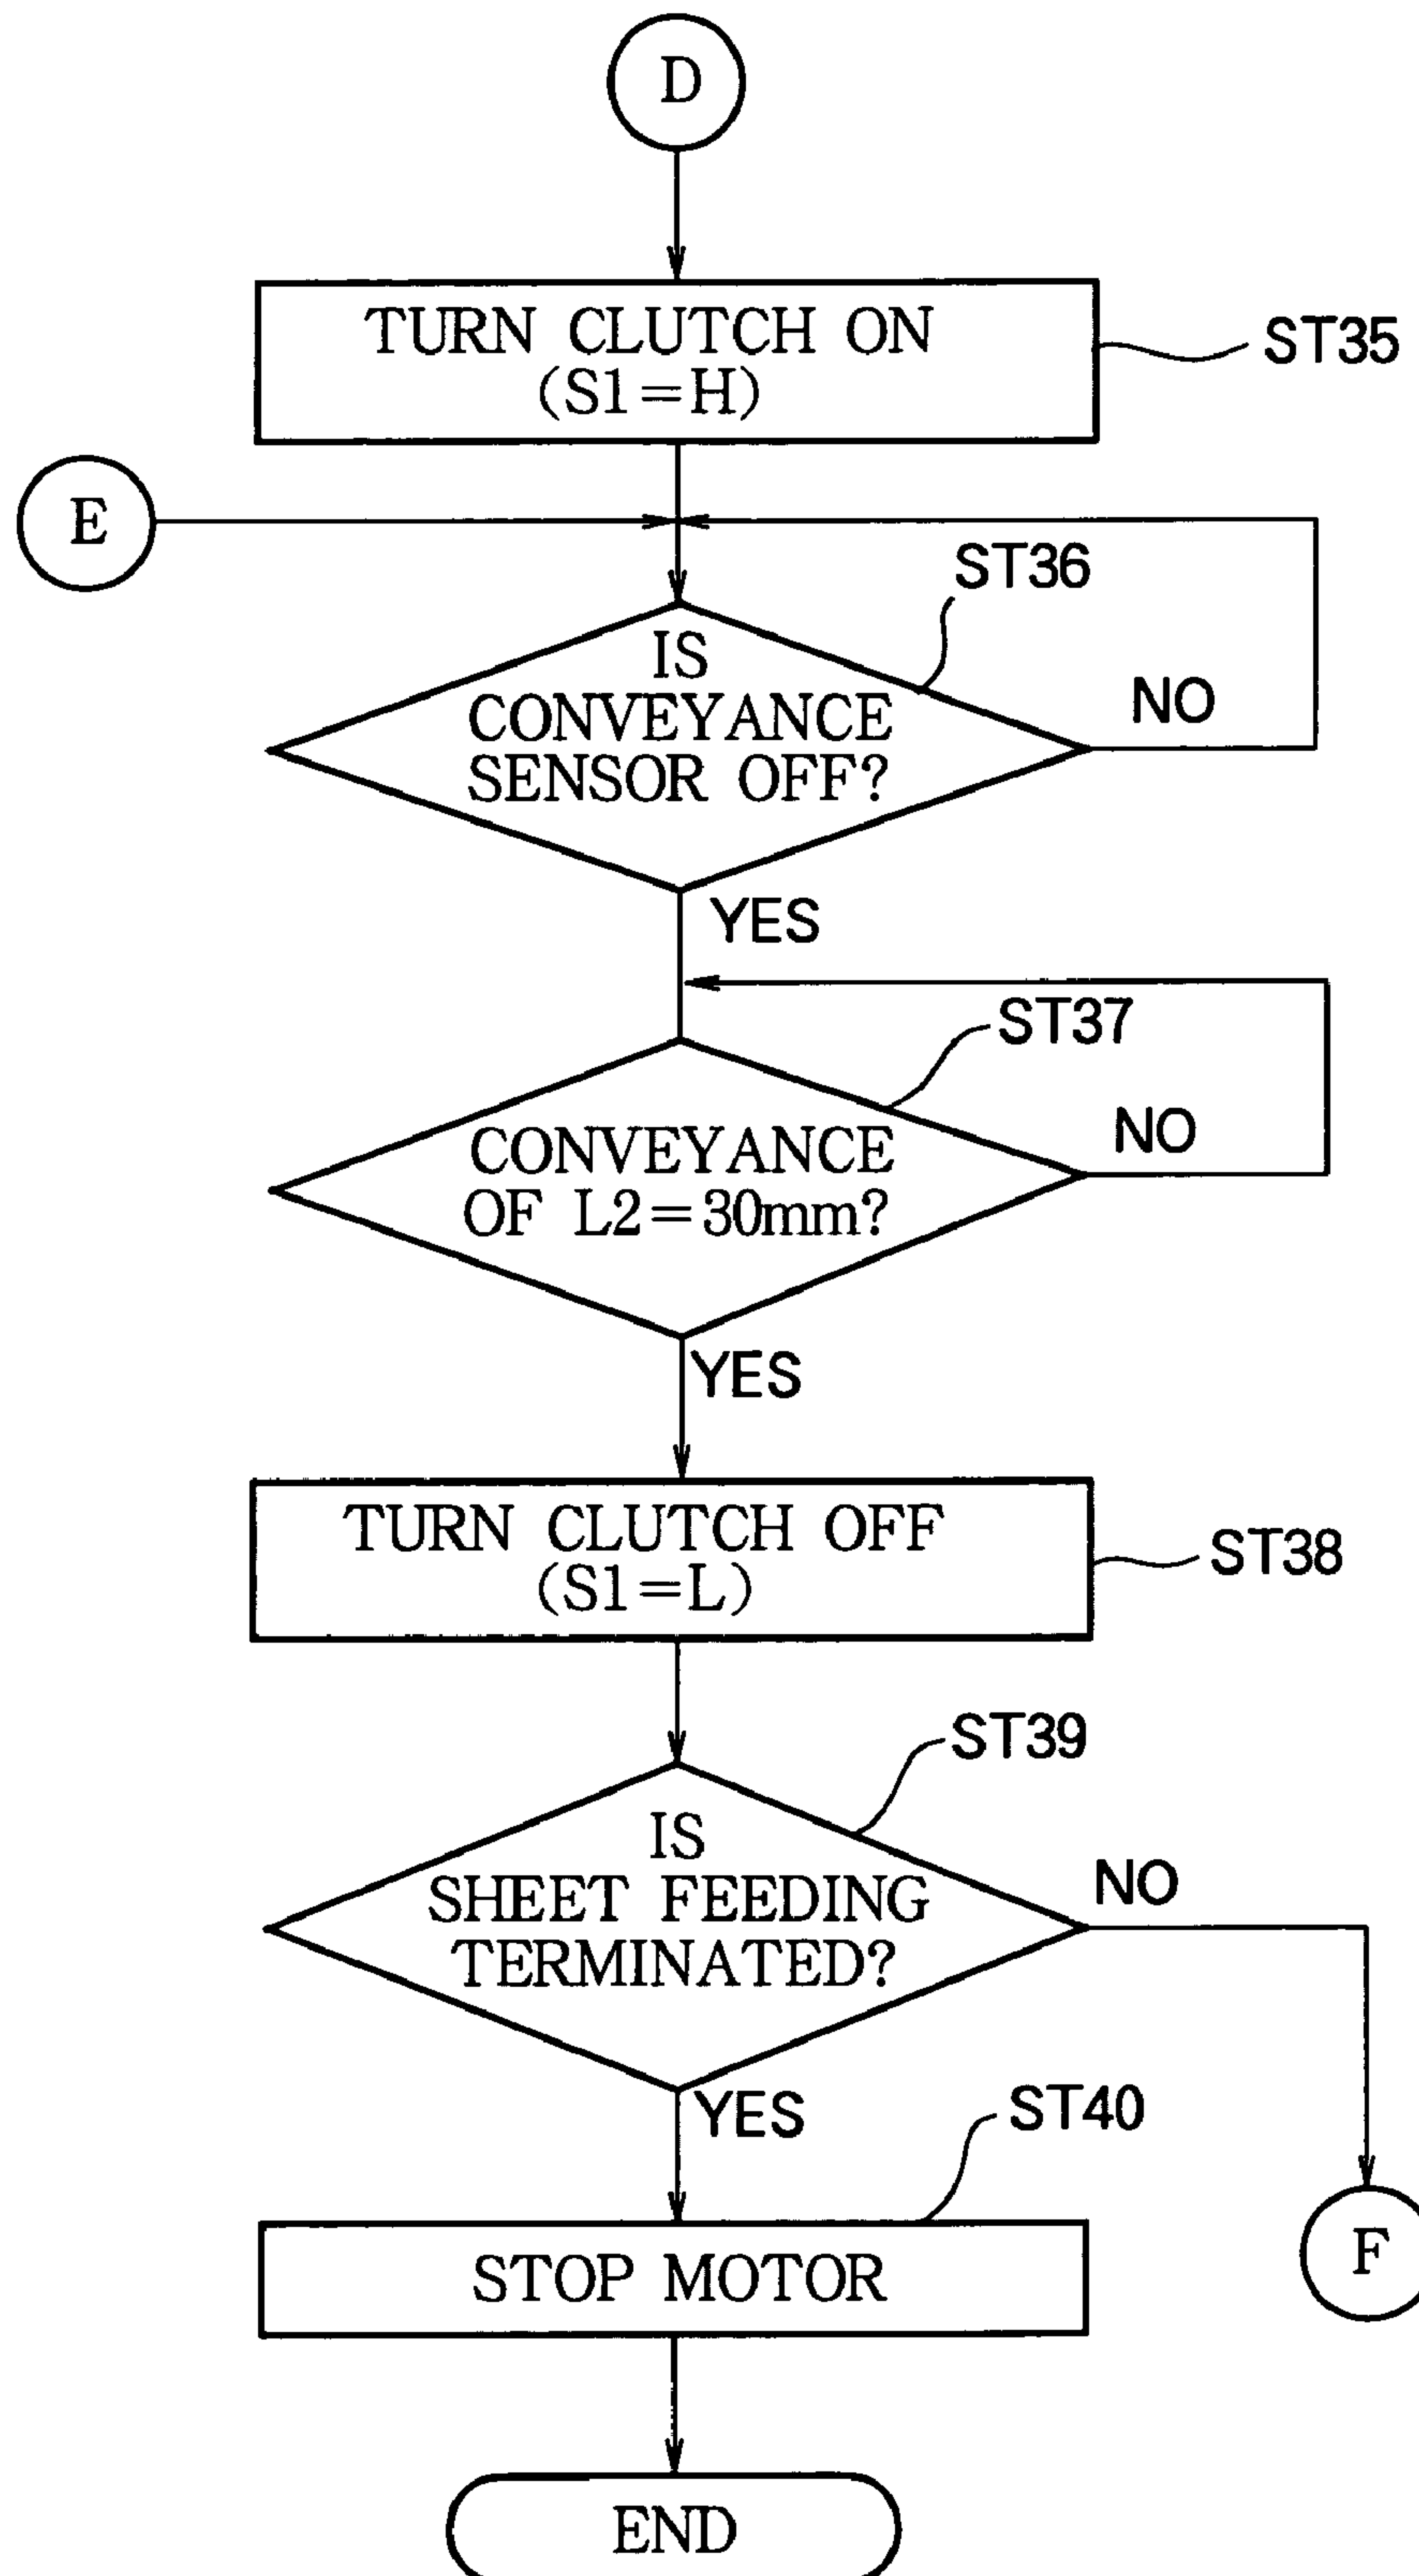 D
TURN CLUTCH ON
(S1=H)
ST35
E
ST36
IS
CONVEYANCE
SENSOR OFF?
NO
YES
ST37
CONVEYANCE
OF L2=30mm?
NO
YES
TURN CLUTCH OFF
(S1=L)
ST38
ST39
IS
SHEET FEEDING
TERMINATED?
NO
YES
ST40
STOP MOTOR
F
END